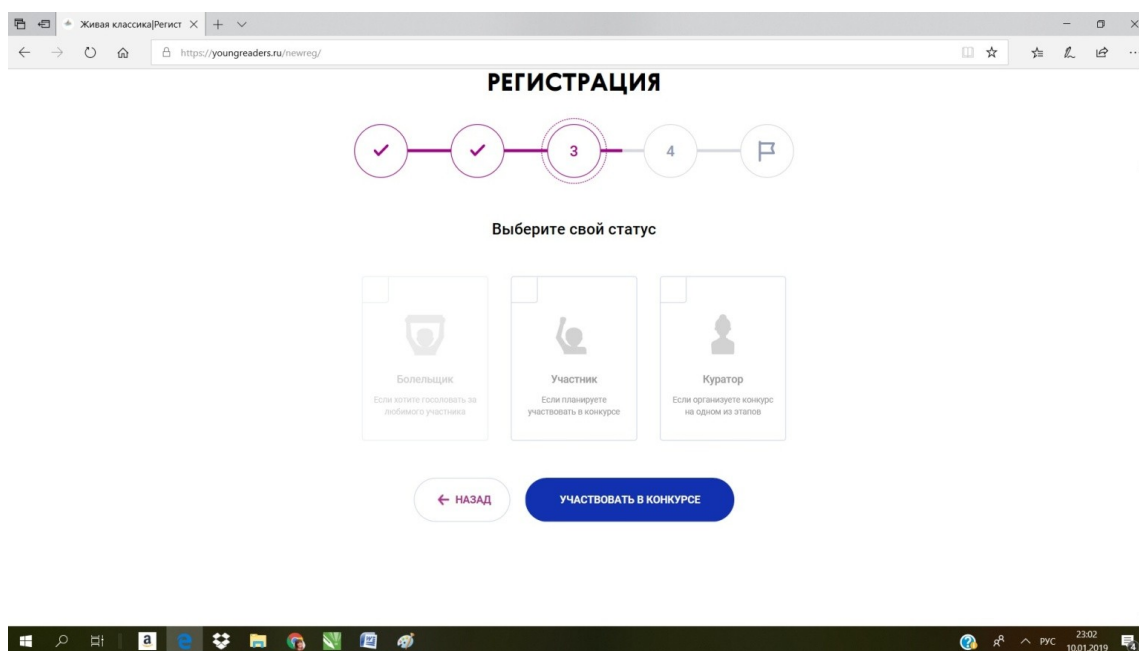 Живая классика|Регист
https://youngreaders.ru/newreg/
РЕГИСТРАЦИЯ
3
4
Выберите свой статус
Болельщик
Если хотите госоловать за
любимого участника
Участник
Если планируете
участвовать в конкурсе
Куратор
Если организуете конкурс
на одном из этапов
НАЗАД
УЧАСТВОВАТЬ В КОНКУРСЕ
a
РУС
23:02
10.01.2019